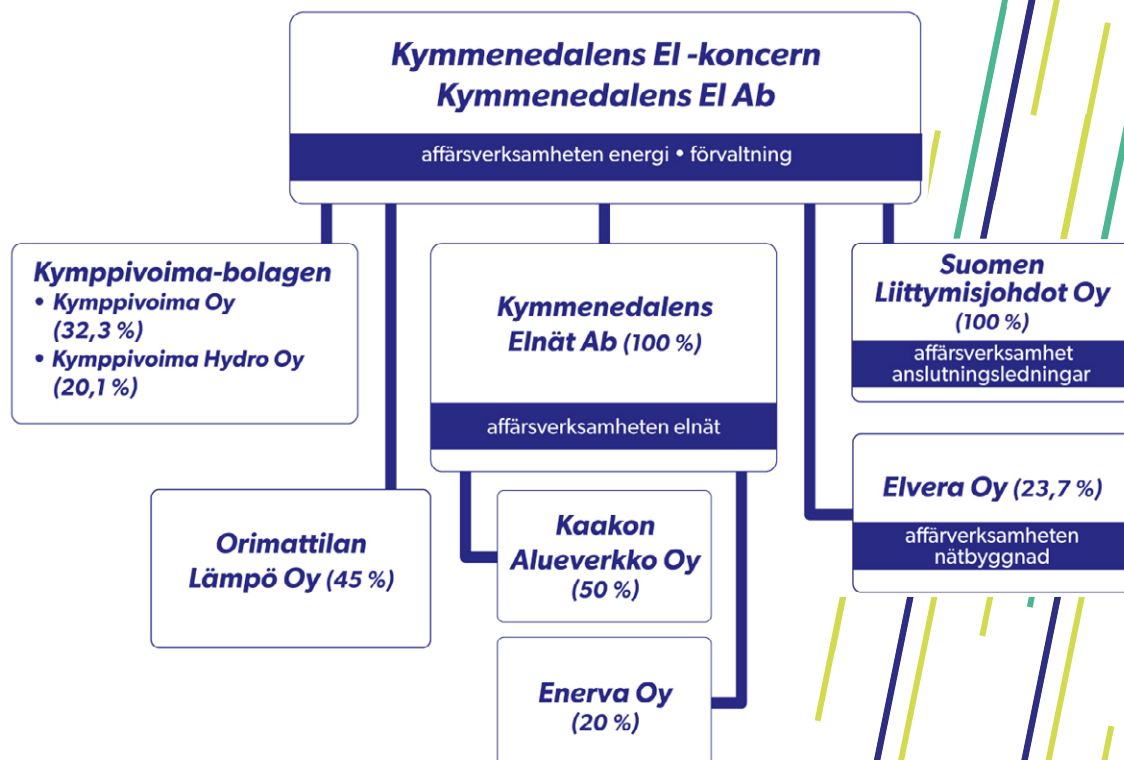 Kymmenedalens El -koncern
Kymmenedalens El Ab
affärsverksamheten energi • förvaltning
Kymppivoima-bolagen
• Kymppivoima Oy
(32,3 %)
• Kymppivoima Hydro Oy
(20,1 %)
Kymmenedalens
Elnät Ab (100 %)
affärsverksamheten elnät
Suomen
Liittymisjohdot Oy
(100 %)
affärsverksamhet
anslutningsledningar
Orimattilan
Lämpö Oy (45 %)
Kaakon
Alueverkko Oy
(50 %)
Enerva Oy
(20 %)
Elvera Oy (23,7 %)
affärverksamheten
nätbyggnad